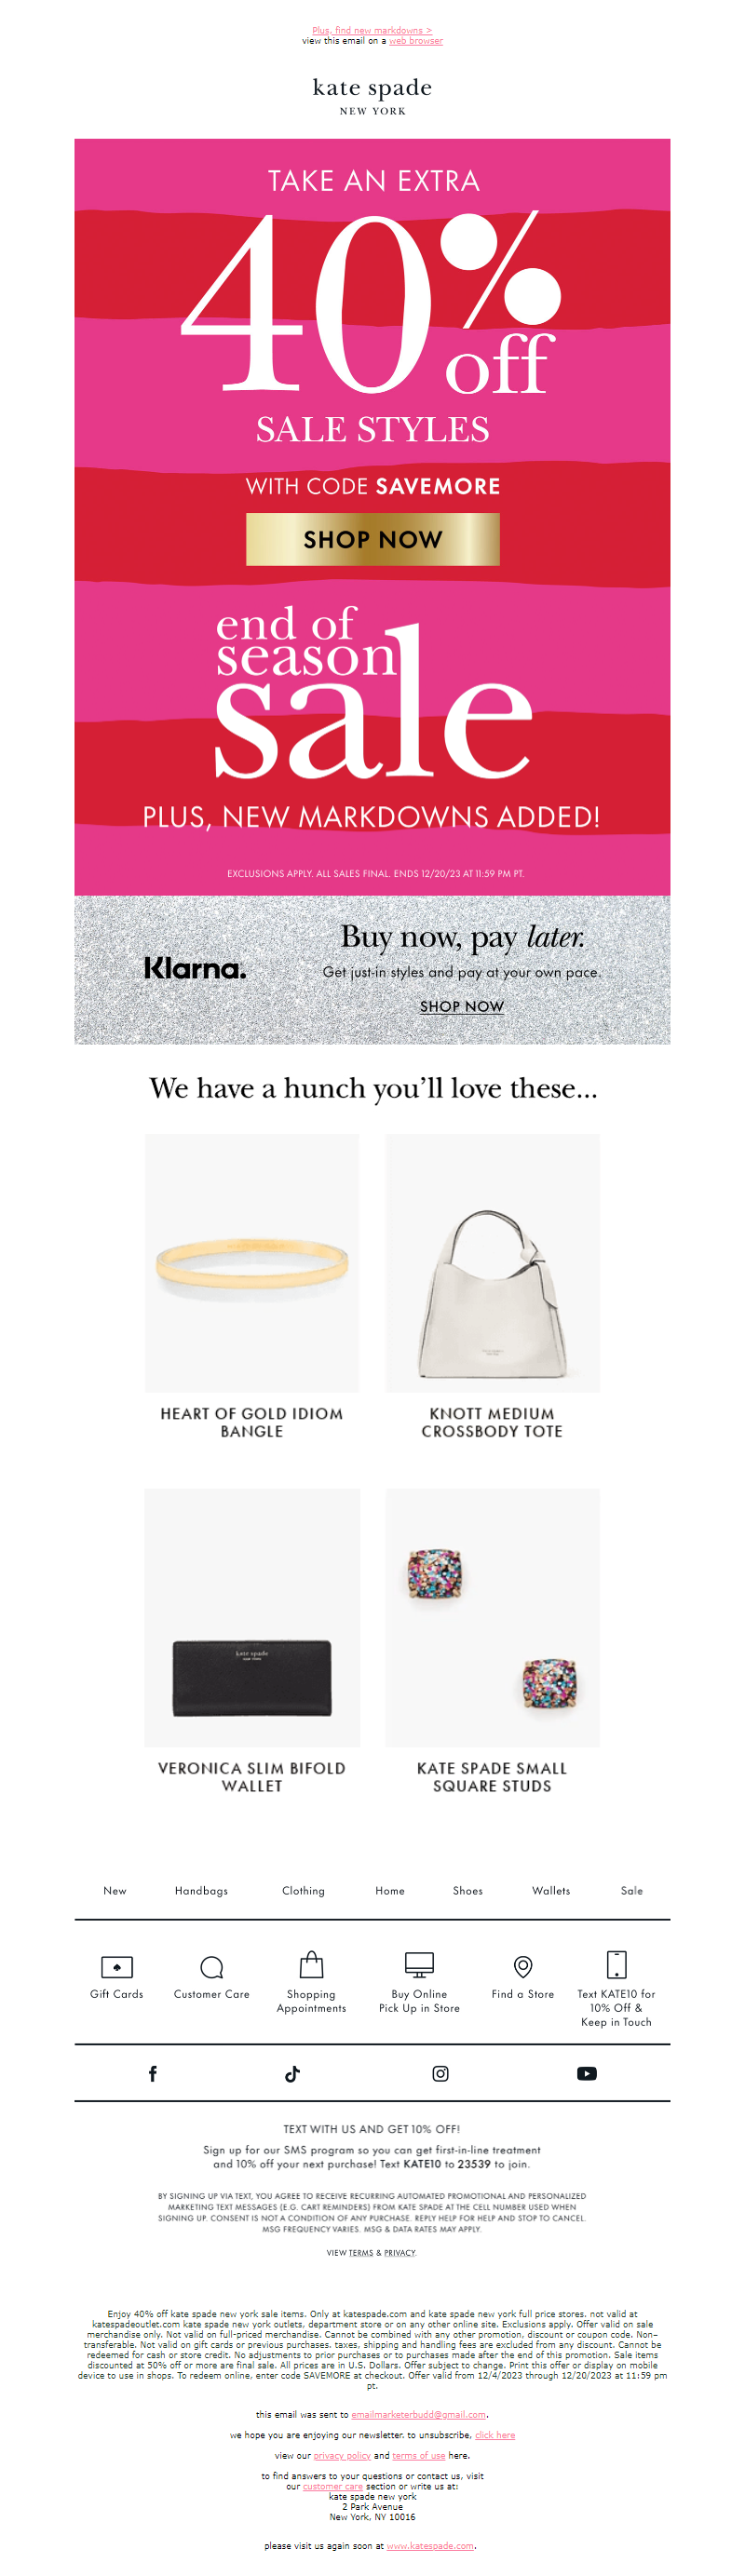 Plus, find new markdowns >
view this email on a web browser
kate spade
NEW YORK
TAKE AN EXTRA
40%
off
SALE STYLES
WITH CODE SAVEMORE
SHOP NOW
end of
season
sale
PLUS, NEW MARKDOWNS ADDED!
EXCLUSIONS APPLY. ALL SALES FINAL. ENDS 12/20/23 AT 11:59 PM PT.
Klarna.
Buy now, pay later.
Get just-in styles and pay at your own pace.
SHOP NOW
We have a hunch you'll love these...
HEART OF GOLD IDIOM
BANGLE
KNOTT MEDIUM
CROSSBODY TOTE
kate spade
VERONICA SLIM BIFOLD
WALLET
KATE SPADE SMALL
SQUARE STUDS
New Handbags Clothing Home Shoes Wallets Sale
Gift Cards
Customer Care
Shopping
Appointments
Buy Online
Pick Up in Store
Find a Store
Text KATE10 for
10% Off &
Keep in Touch
TEXT WITH US AND GET 10% OFF!
Sign up for our SMS program so you can get first-in-line treatment
and 10% off your next purchase! Text KATE10 to 23539 to join.
BY SIGNING UP VIA TEXT, YOU AGREE TO RECEIVE RECURRING AUTOMATED PROMOTIONAL AND PERSONALIZED
MARKETING TEXT MESSAGES (E.G. CART REMINDERS) FROM KATE SPADE AT THE CELL NUMBER USED WHEN
SIGNING UP. CONSENT IS NOT A CONDITION OF ANY PURCHASE. REPLY HELP FOR HELP AND STOP TO CANCEL.
MSG FREQUENCY VARIES. MSG & DATA RATES MAY APPLY.
VIEW TERMS & PRIVACY.
Enjoy 40% off kate spade new york sale items. Only at katespade.com and kate spade new york full price stores. not valid at
katespadeoutlet.com kate spade new york outlets, department store or on any other online site. Exclusions apply. Offer valid on sale
merchandise only. Not valid on full-priced merchandise. Cannot be combined with any other promotion, discount or coupon code. Non-
transferable. Not valid on gift cards or previous purchases. taxes, shipping and handling fees are excluded from any discount. Cannot be
redeemed for cash or store credit. No adjustments to prior purchases or to purchases made after the end of this promotion. Sale items
discounted at 50% off or more are final sale. All prices are in U.S. Dollars. Offer subject to change. Print this offer or display on mobile
device to use in shops. To redeem online, enter code SAVEMORE at checkout. Offer valid from 12/4/2023 through 12/20/2023 at 11:59 pm
pt.
this email was sent to emailmarketerbudd@gmail.com.
we hope you are enjoying our newsletter. to unsubscribe, click here
view our privacy policy and terms of use here.
to find answers to your questions or contact us, visit
our customer care section or write us at:
kate spade new york
2 Park Avenue
New York, NY 10016
please visit us again soon at www.katespade.com.